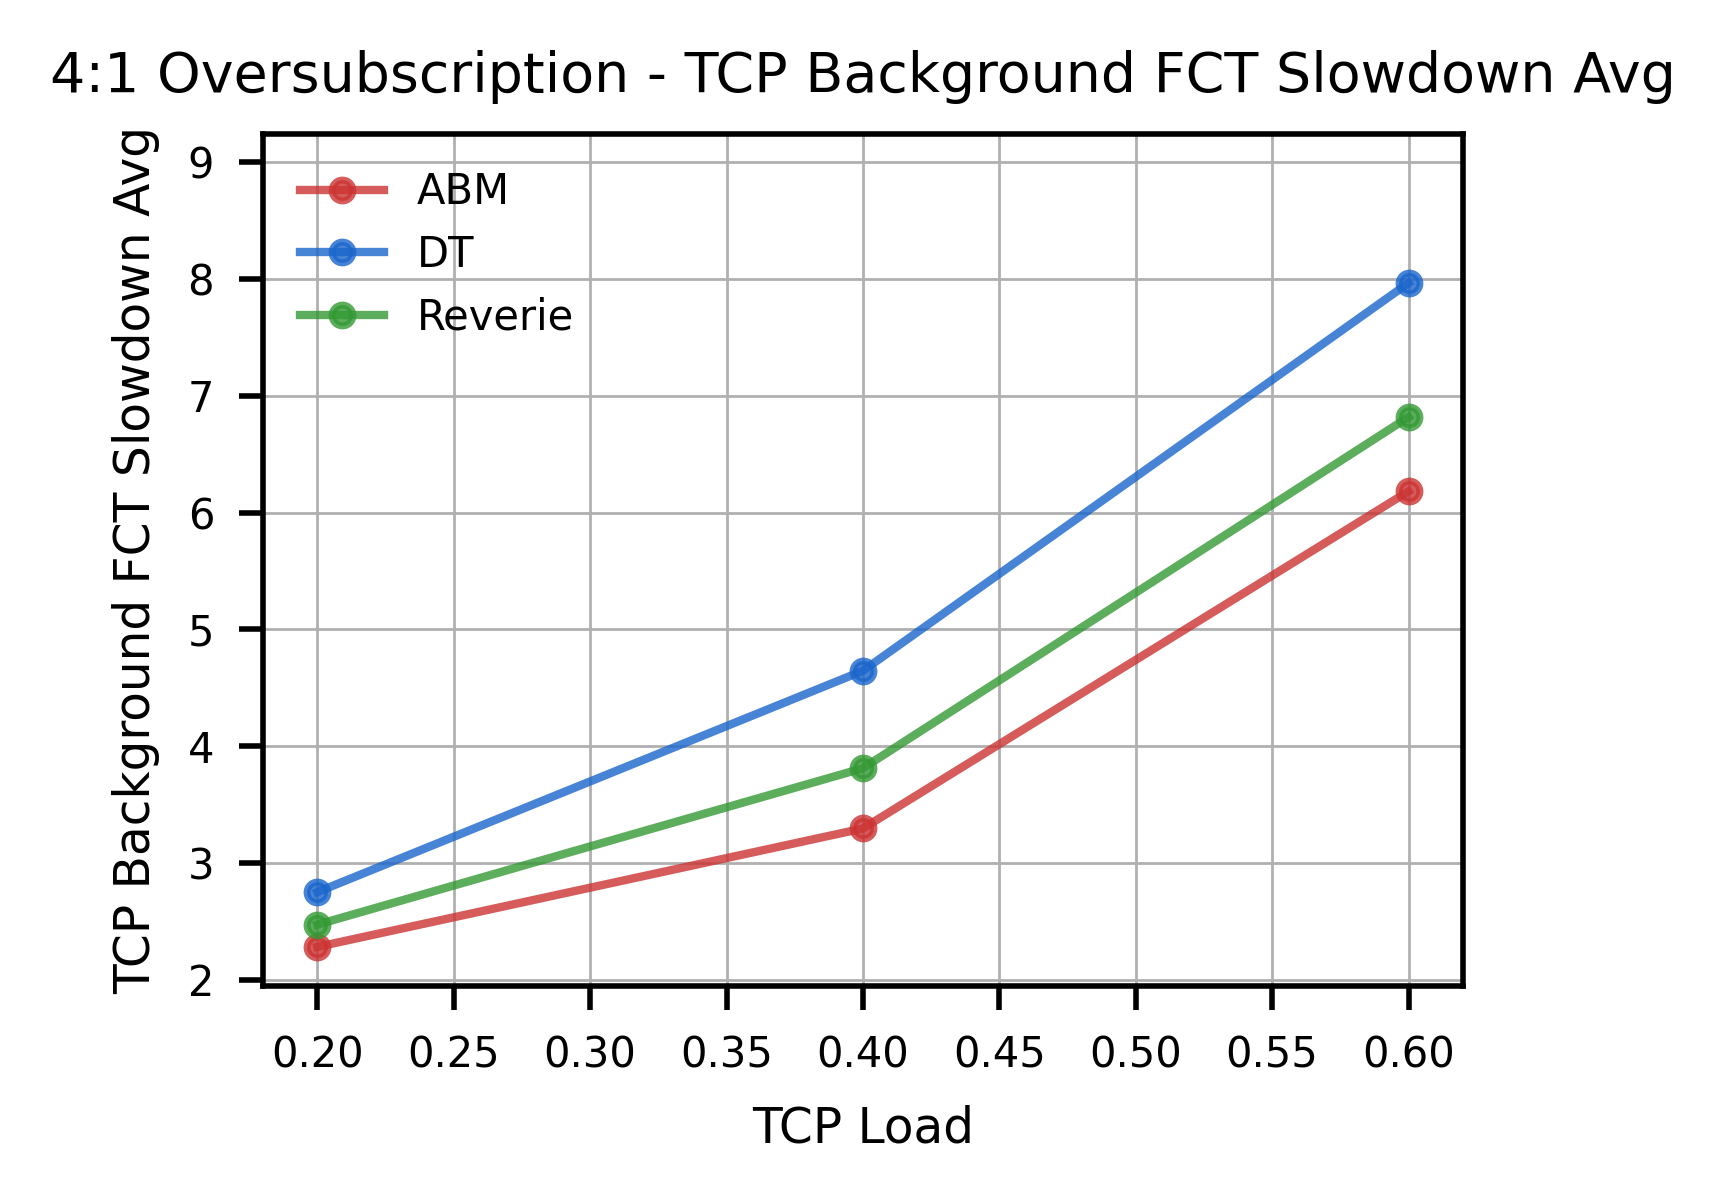 4:1 Oversubscription - TCP Background FCT Slowdown Avg
TCP Background FCT Slowdown Avg
9
8
7
6
5
4
3
2
ABM
DT
Reverie
0.20 0.25 0.30 0.35 0.40 0.45 0.50 0.55 0.60
TCP Load